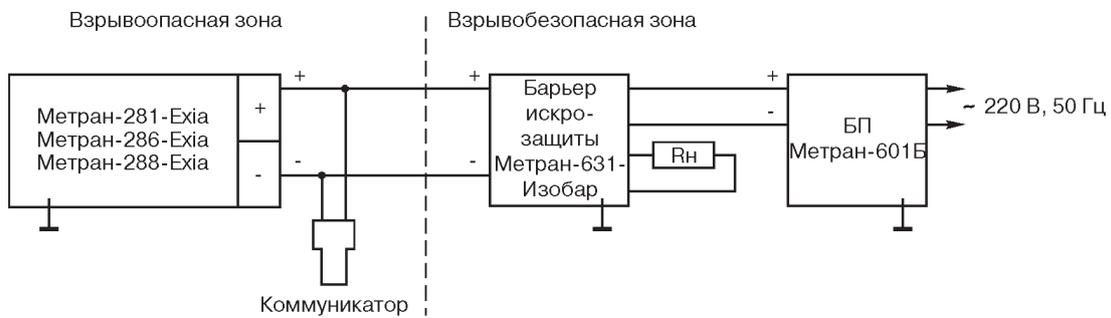 Взрывоопасная зона
Взрывобезопасная зона
Метран-281-Exia
Метран-286-Exia
Метран-288-Exia
+
-
+
-
+
-
Барьер
искро-
защиты
Метран-631-
Изобар
+
-
Rн
БП
Метран-601Б
~ 220 В, 50 Гц
Коммуникатор